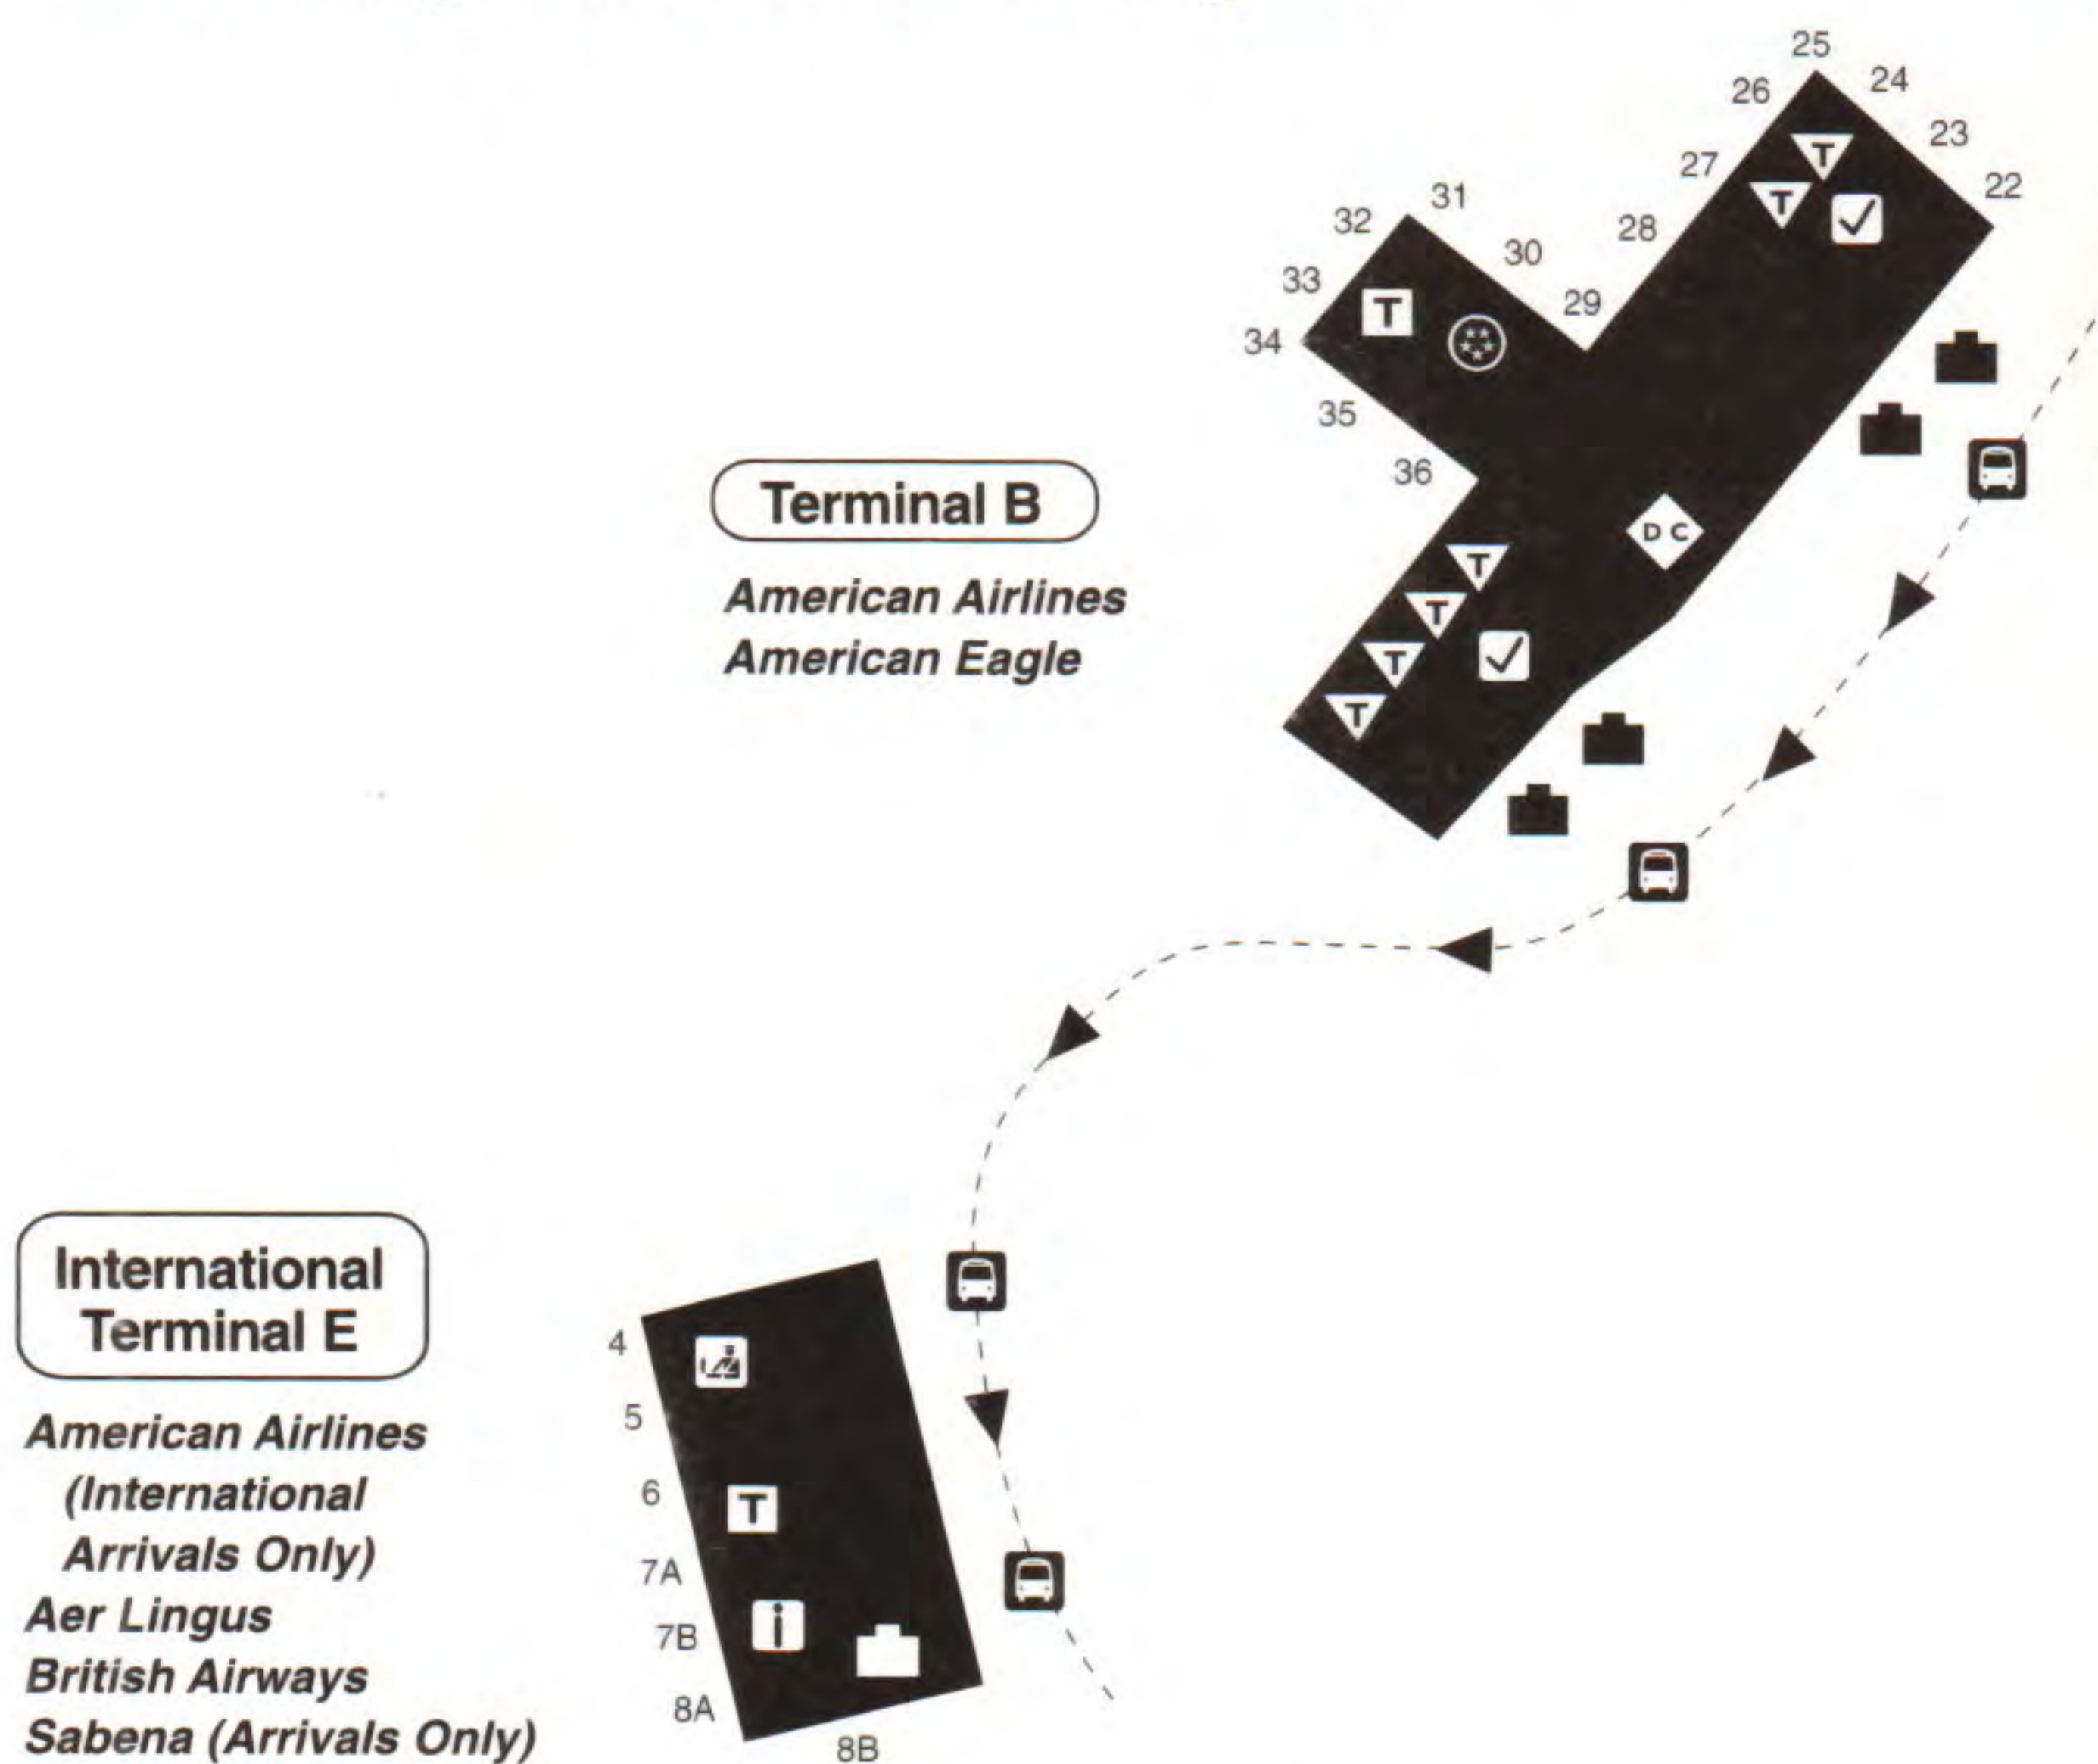 25
24
26
23
27
T
22
31
T
32
28
30
33
29
T
34
35
36
Terminal B
D C
T
American Airlines
T
American Eagle
T
T
International
Terminal E
4
American Airlines
5
(International
6
T
Arrivals Only)
7A
Aer Lingus
i
7B
British Airways
8A
Sabena (Arrivals Only)
8B